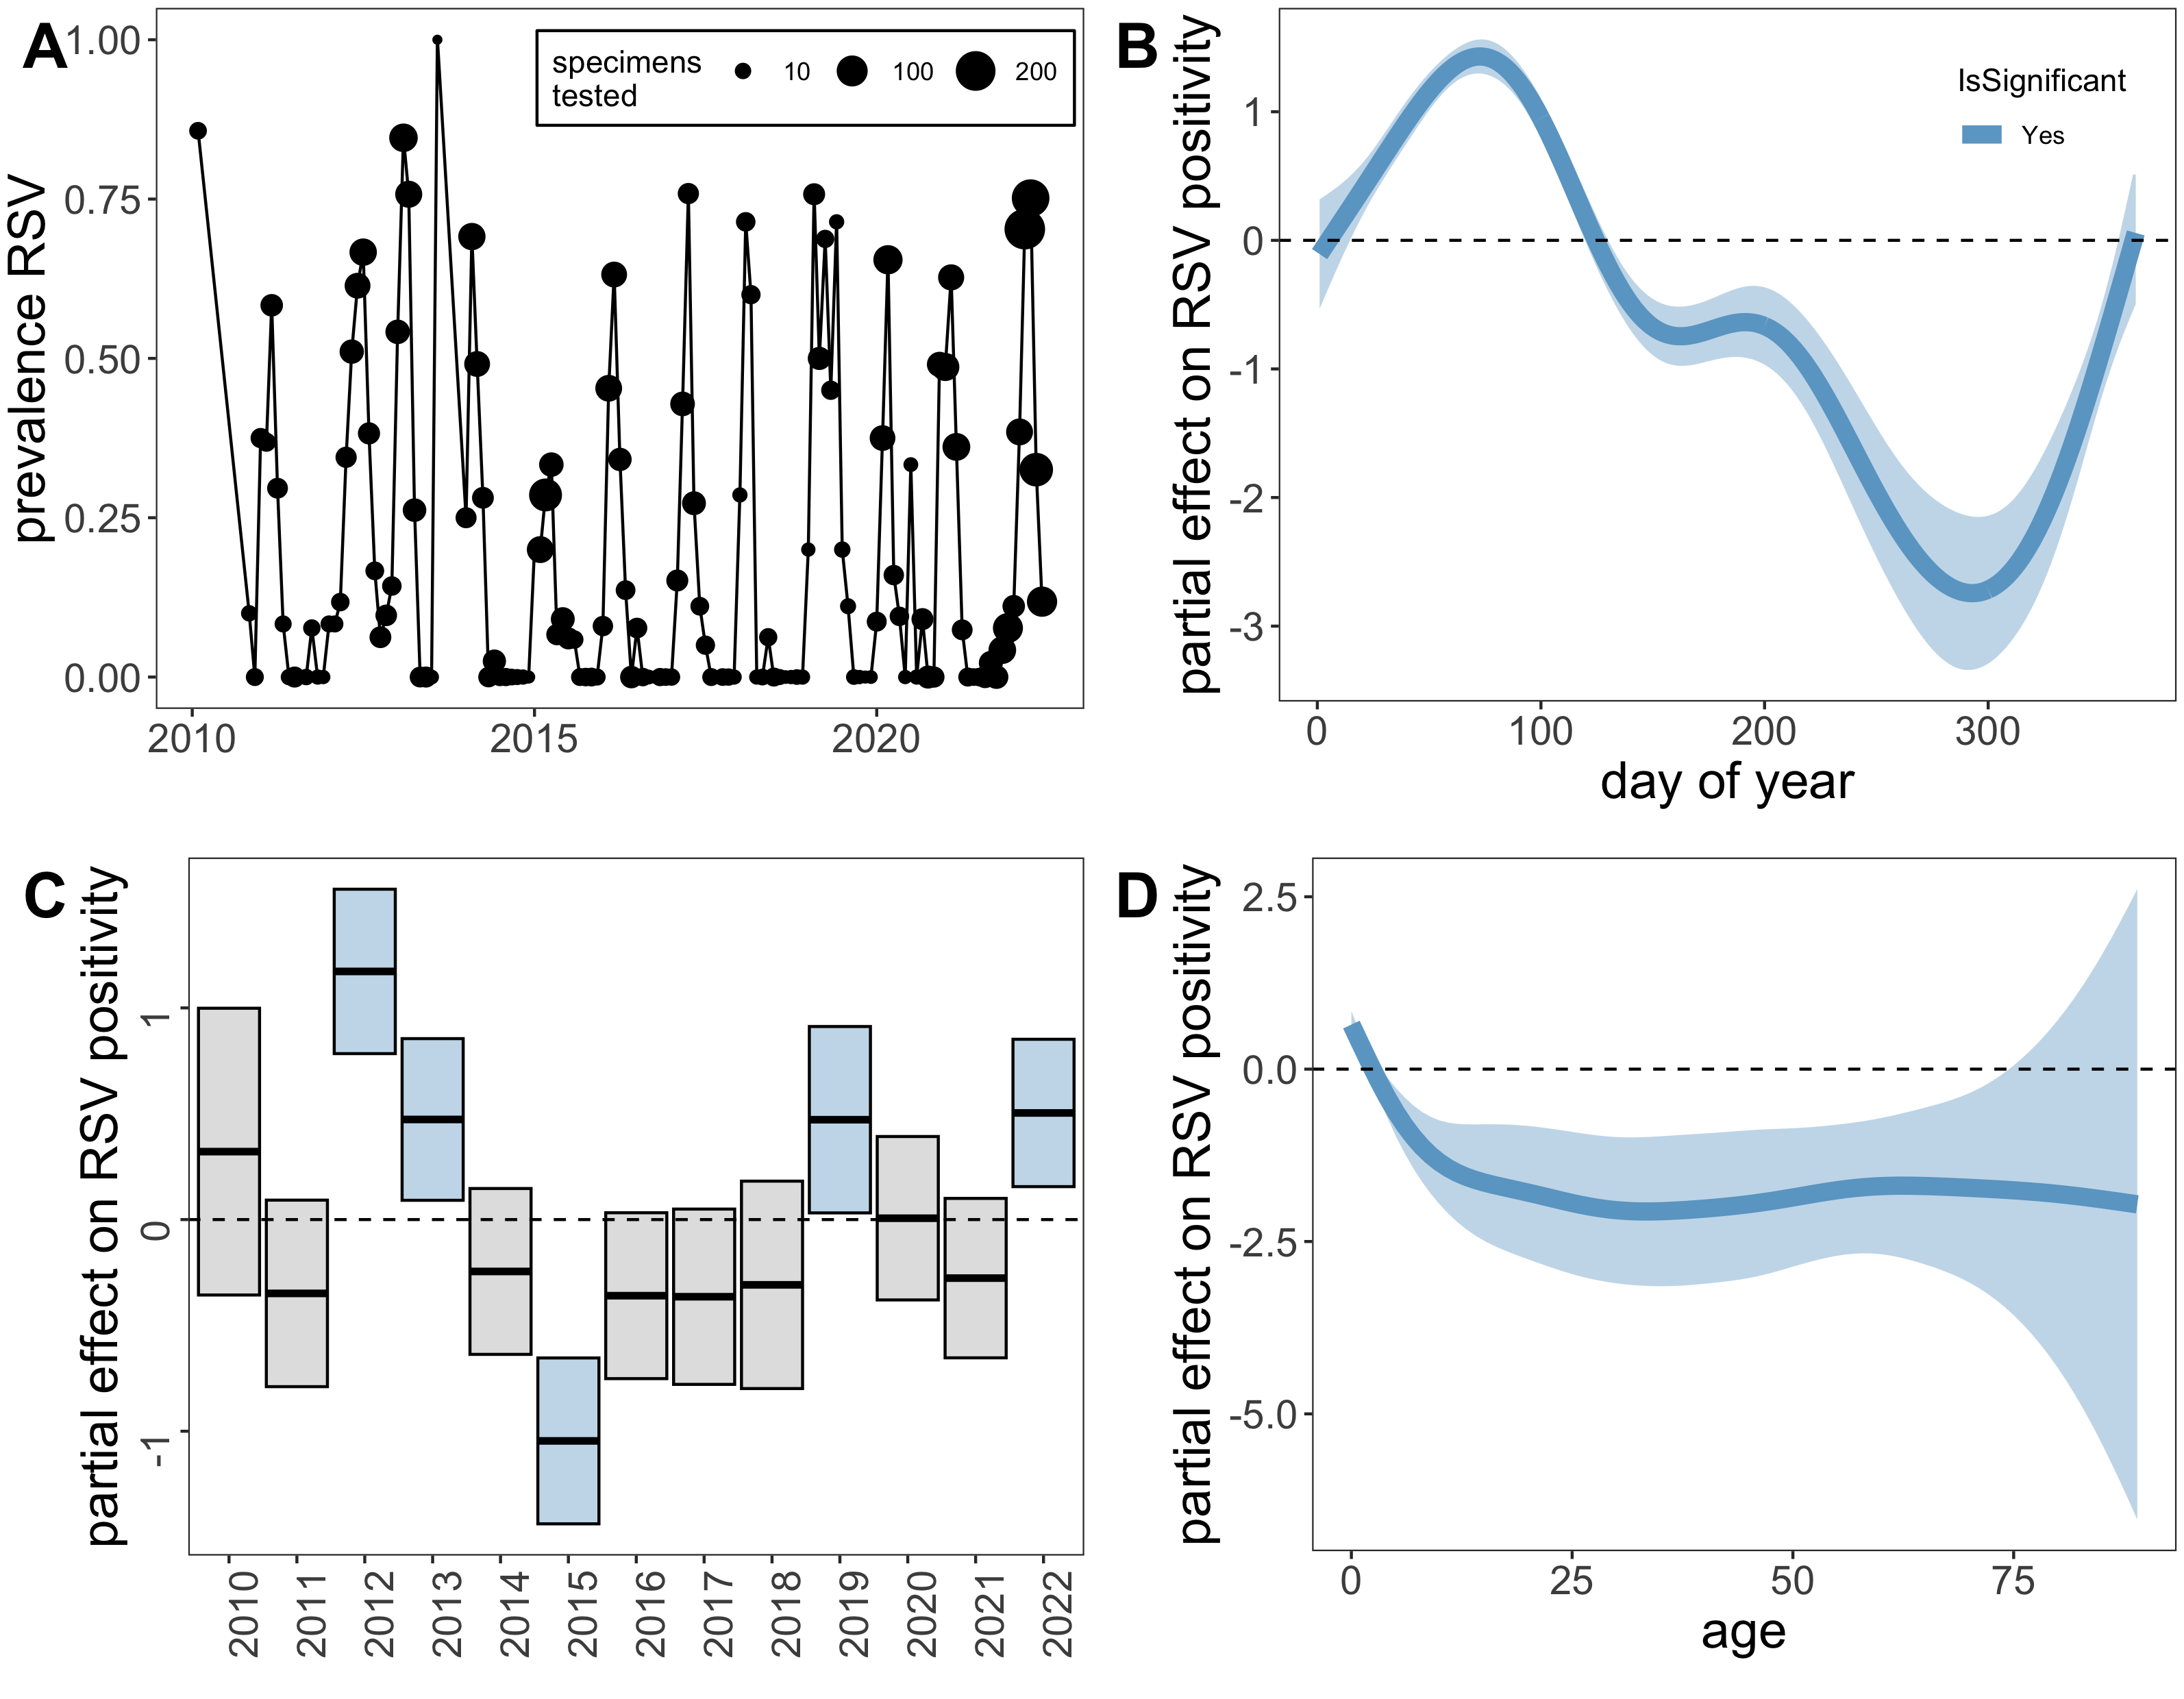 A
prevalence RSV
1.00
0.75
0.50
0.25
0.00
2010 2015 2020
specimens
tested
10 100 200
B
partial effect on RSV positivity
1
0
-1
-2
-3
0 100 200 300
day of year
IsSignificant
Yes
C
partial effect on RSV positivity
1
0
-1
2010 2011 2012 2013 2014 2015 2016 2017 2018 2019 2020 2021 2022
D
partial effect on RSV positivity
2.5
0.0
-2.5
-5.0
0 25 50 75
age